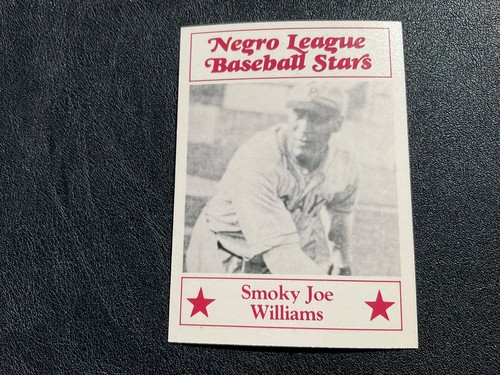 Negro League
Baseball Stars
Smoky Joe
Williams